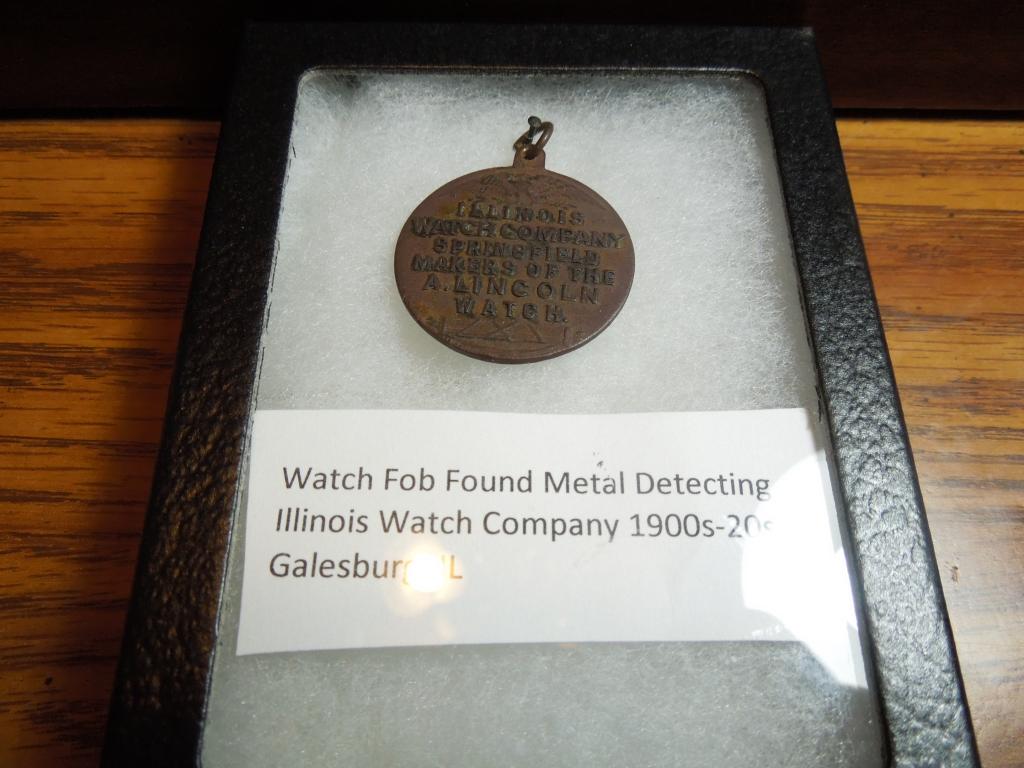 ILLINOIS
WATCH COMPANY
SPRINGFIELD
MAKERS OF THE
A. LINCOLN
WATCH.
Watch Fob Found Metal Detecting
Illinois Watch Company 1900s-20s
Galesburg IL